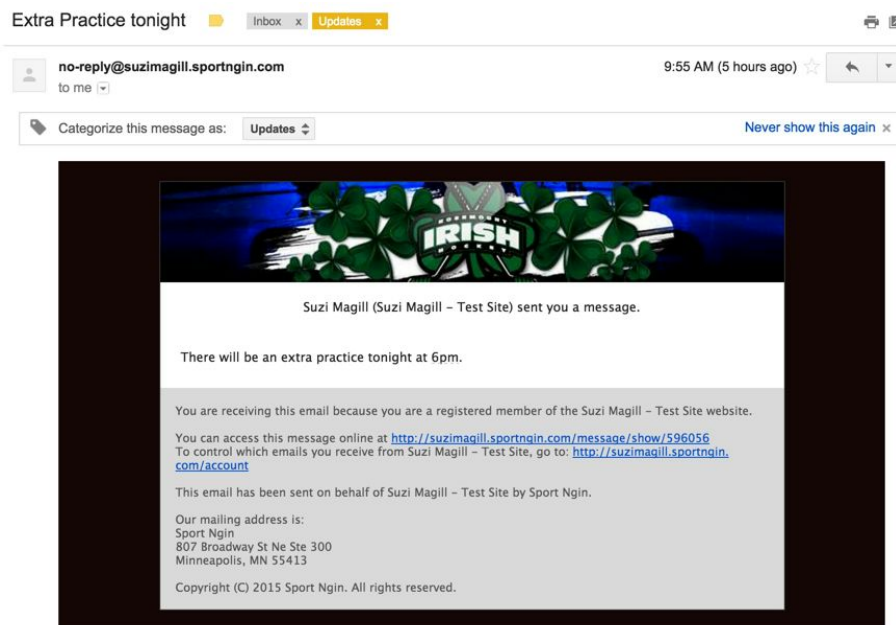 Extra Practice tonight Inbox x Updates x
no-reply@suzimagill.sportngin.com 9:55 AM (5 hours ago)
to me
Categorize this message as: Updates Never show this again x
ROSEMOUNT
IRISH
HOCKEY
Suzi Magill (Suzi Magill – Test Site) sent you a message.
There will be an extra practice tonight at 6pm.
You are receiving this email because you are a registered member of the Suzi Magill – Test Site website.
You can access this message online at http://suzimagill.sportngin.com/message/show/596056
To control which emails you receive from Suzi Magill – Test Site, go to: http://suzimagill.sportngin.
com/account
This email has been sent on behalf of Suzi Magill – Test Site by Sport Ngin.
Our mailing address is:
Sport Ngin
807 Broadway St Ne Ste 300
Minneapolis, MN 55413
Copyright (C) 2015 Sport Ngin. All rights reserved.